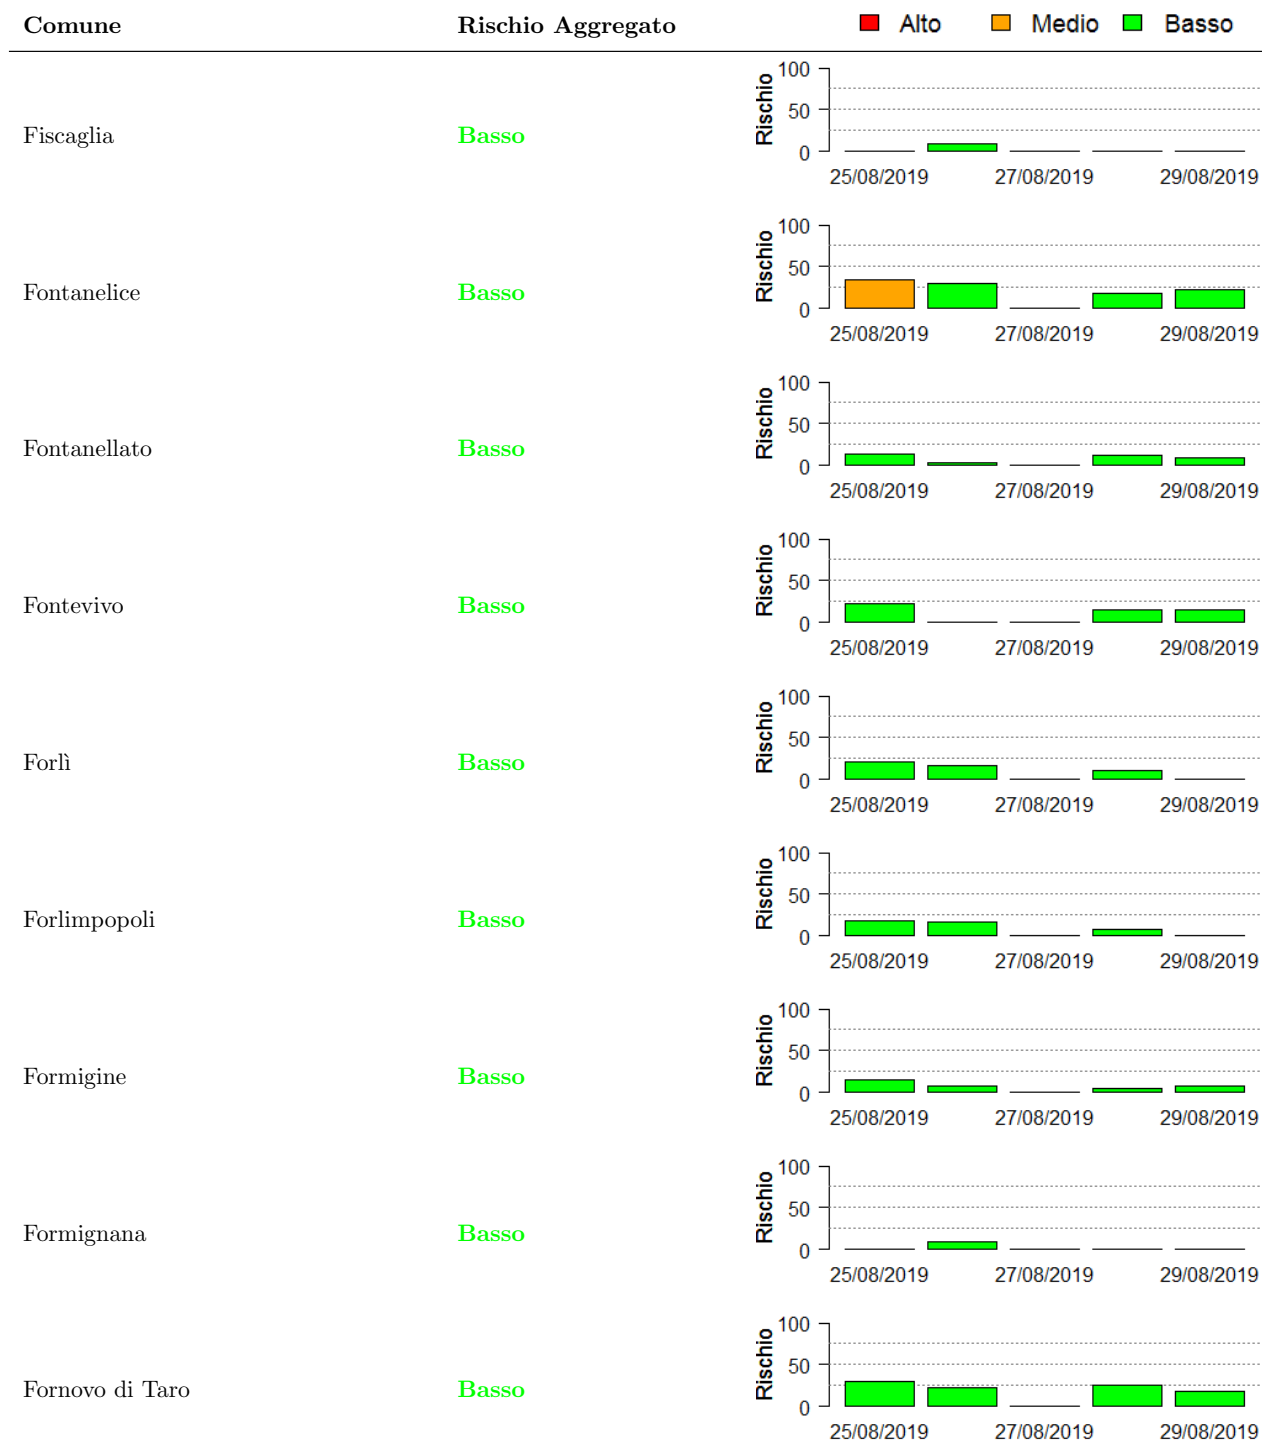 Comune Rischio Aggregato Alto Medio Basso
Fiscaglia Basso Rischio 100 50 0
25/08/2019 27/08/2019 29/08/2019
Fontanelice Basso Rischio 100 50 0
25/08/2019 27/08/2019 29/08/2019
Fontanellato Basso Rischio 100 50 0
25/08/2019 27/08/2019 29/08/2019
Fontevivo Basso Rischio 100 50 0
25/08/2019 27/08/2019 29/08/2019
Forlì Basso Rischio 100 50 0
25/08/2019 27/08/2019 29/08/2019
Forlimpopoli Basso Rischio 100 50 0
25/08/2019 27/08/2019 29/08/2019
Formigine Basso Rischio 100 50 0
25/08/2019 27/08/2019 29/08/2019
Formignana Basso Rischio 100 50 0
25/08/2019 27/08/2019 29/08/2019
Fornovo di Taro Basso Rischio 100 50 0
25/08/2019 27/08/2019 29/08/2019